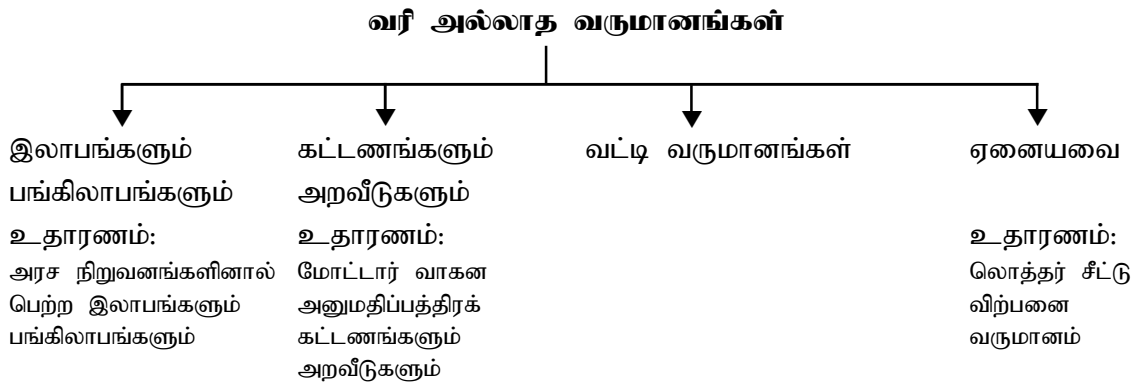 வரி அல்லாத வருமானங்கள்
இலாபங்களும்
பங்கிலாபங்களும்
உதாரணம்:
அரச நிறுவனங்களினால்
பெற்ற இலாபங்களும்
பங்கிலாபங்களும்
கட்டணங்களும்
அறவீடுகளும்
உதாரணம்:
மோட்டார் வாகன
அனுமதிப்பத்திரக்
கட்டணங்களும்
அறவீடுகளும்
வட்டி வருமானங்கள்
ஏனையவை
உதாரணம்:
லொத்தர் சீட்டு
விற்பனை
வருமானம்